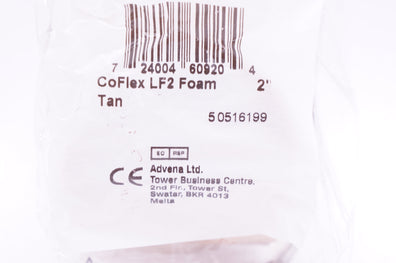 7 24004 60920 4
CoFlex LF2 Foam 2"
Tan
50516199
EC REP
CE Advena Ltd.
Tower Business Centre,
2nd Flr., Tower St,
Swatar, BKR 4013
Malta